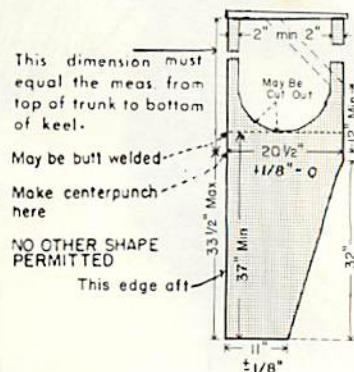 2" min 2"
This dimension must
equal the meas. from
top of trunk to bottom
of keel.
May Be
Cut Out
May be butt welded
12" Min
20 1/2"
+1/8" - 0
Make centerpunch
here
33 1/2" Max
37" Min
NO OTHER SHAPE
PERMITTED
This edge aft
32"
11"
± 1/8"